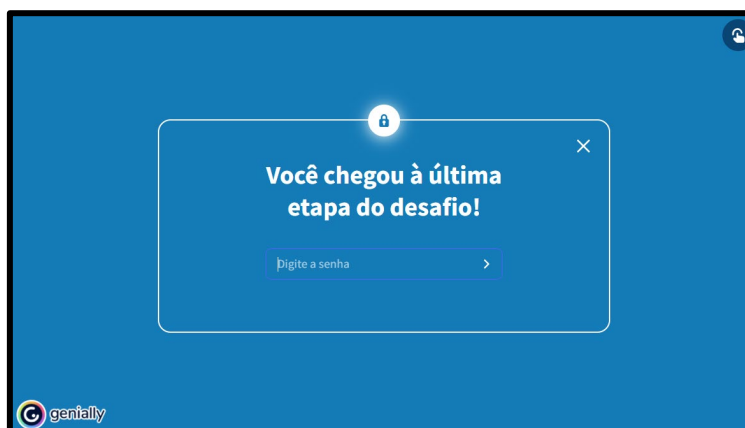 Você chegou à última
etapa do desafio!
Digite a senha
genially